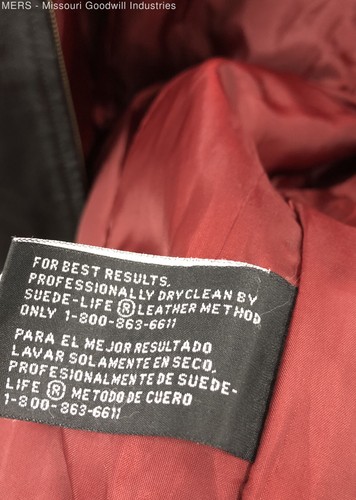 MERS - Missouri Goodwill Industries
FOR BEST RESULTS,
PROFESSIONALLY DRYCLEAN BY
SUEDE-LIFE ® LEATHER METHOD
ONLY 1-800-863-6611
PARA EL MEJOR RESULTADO
LAVAR SOLAMENTE EN SECO,
PROFESIONALMENTE DE SUEDE-
LIFE ® METODO DE CUERO
1-800-863-6611